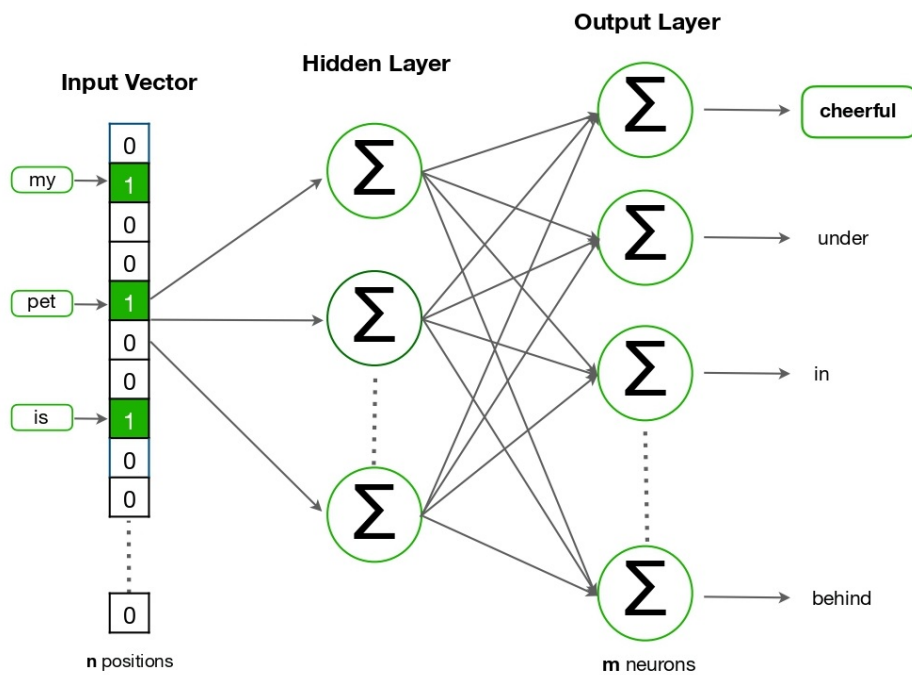 Output Layer
Hidden Layer
Input Vector
0
my
1
0
0
pet
1
0
0
is
1
0
0
0
n positions
Σ
Σ
Σ
Σ
Σ
Σ
Σ
m neurons
cheerful
under
in
behind